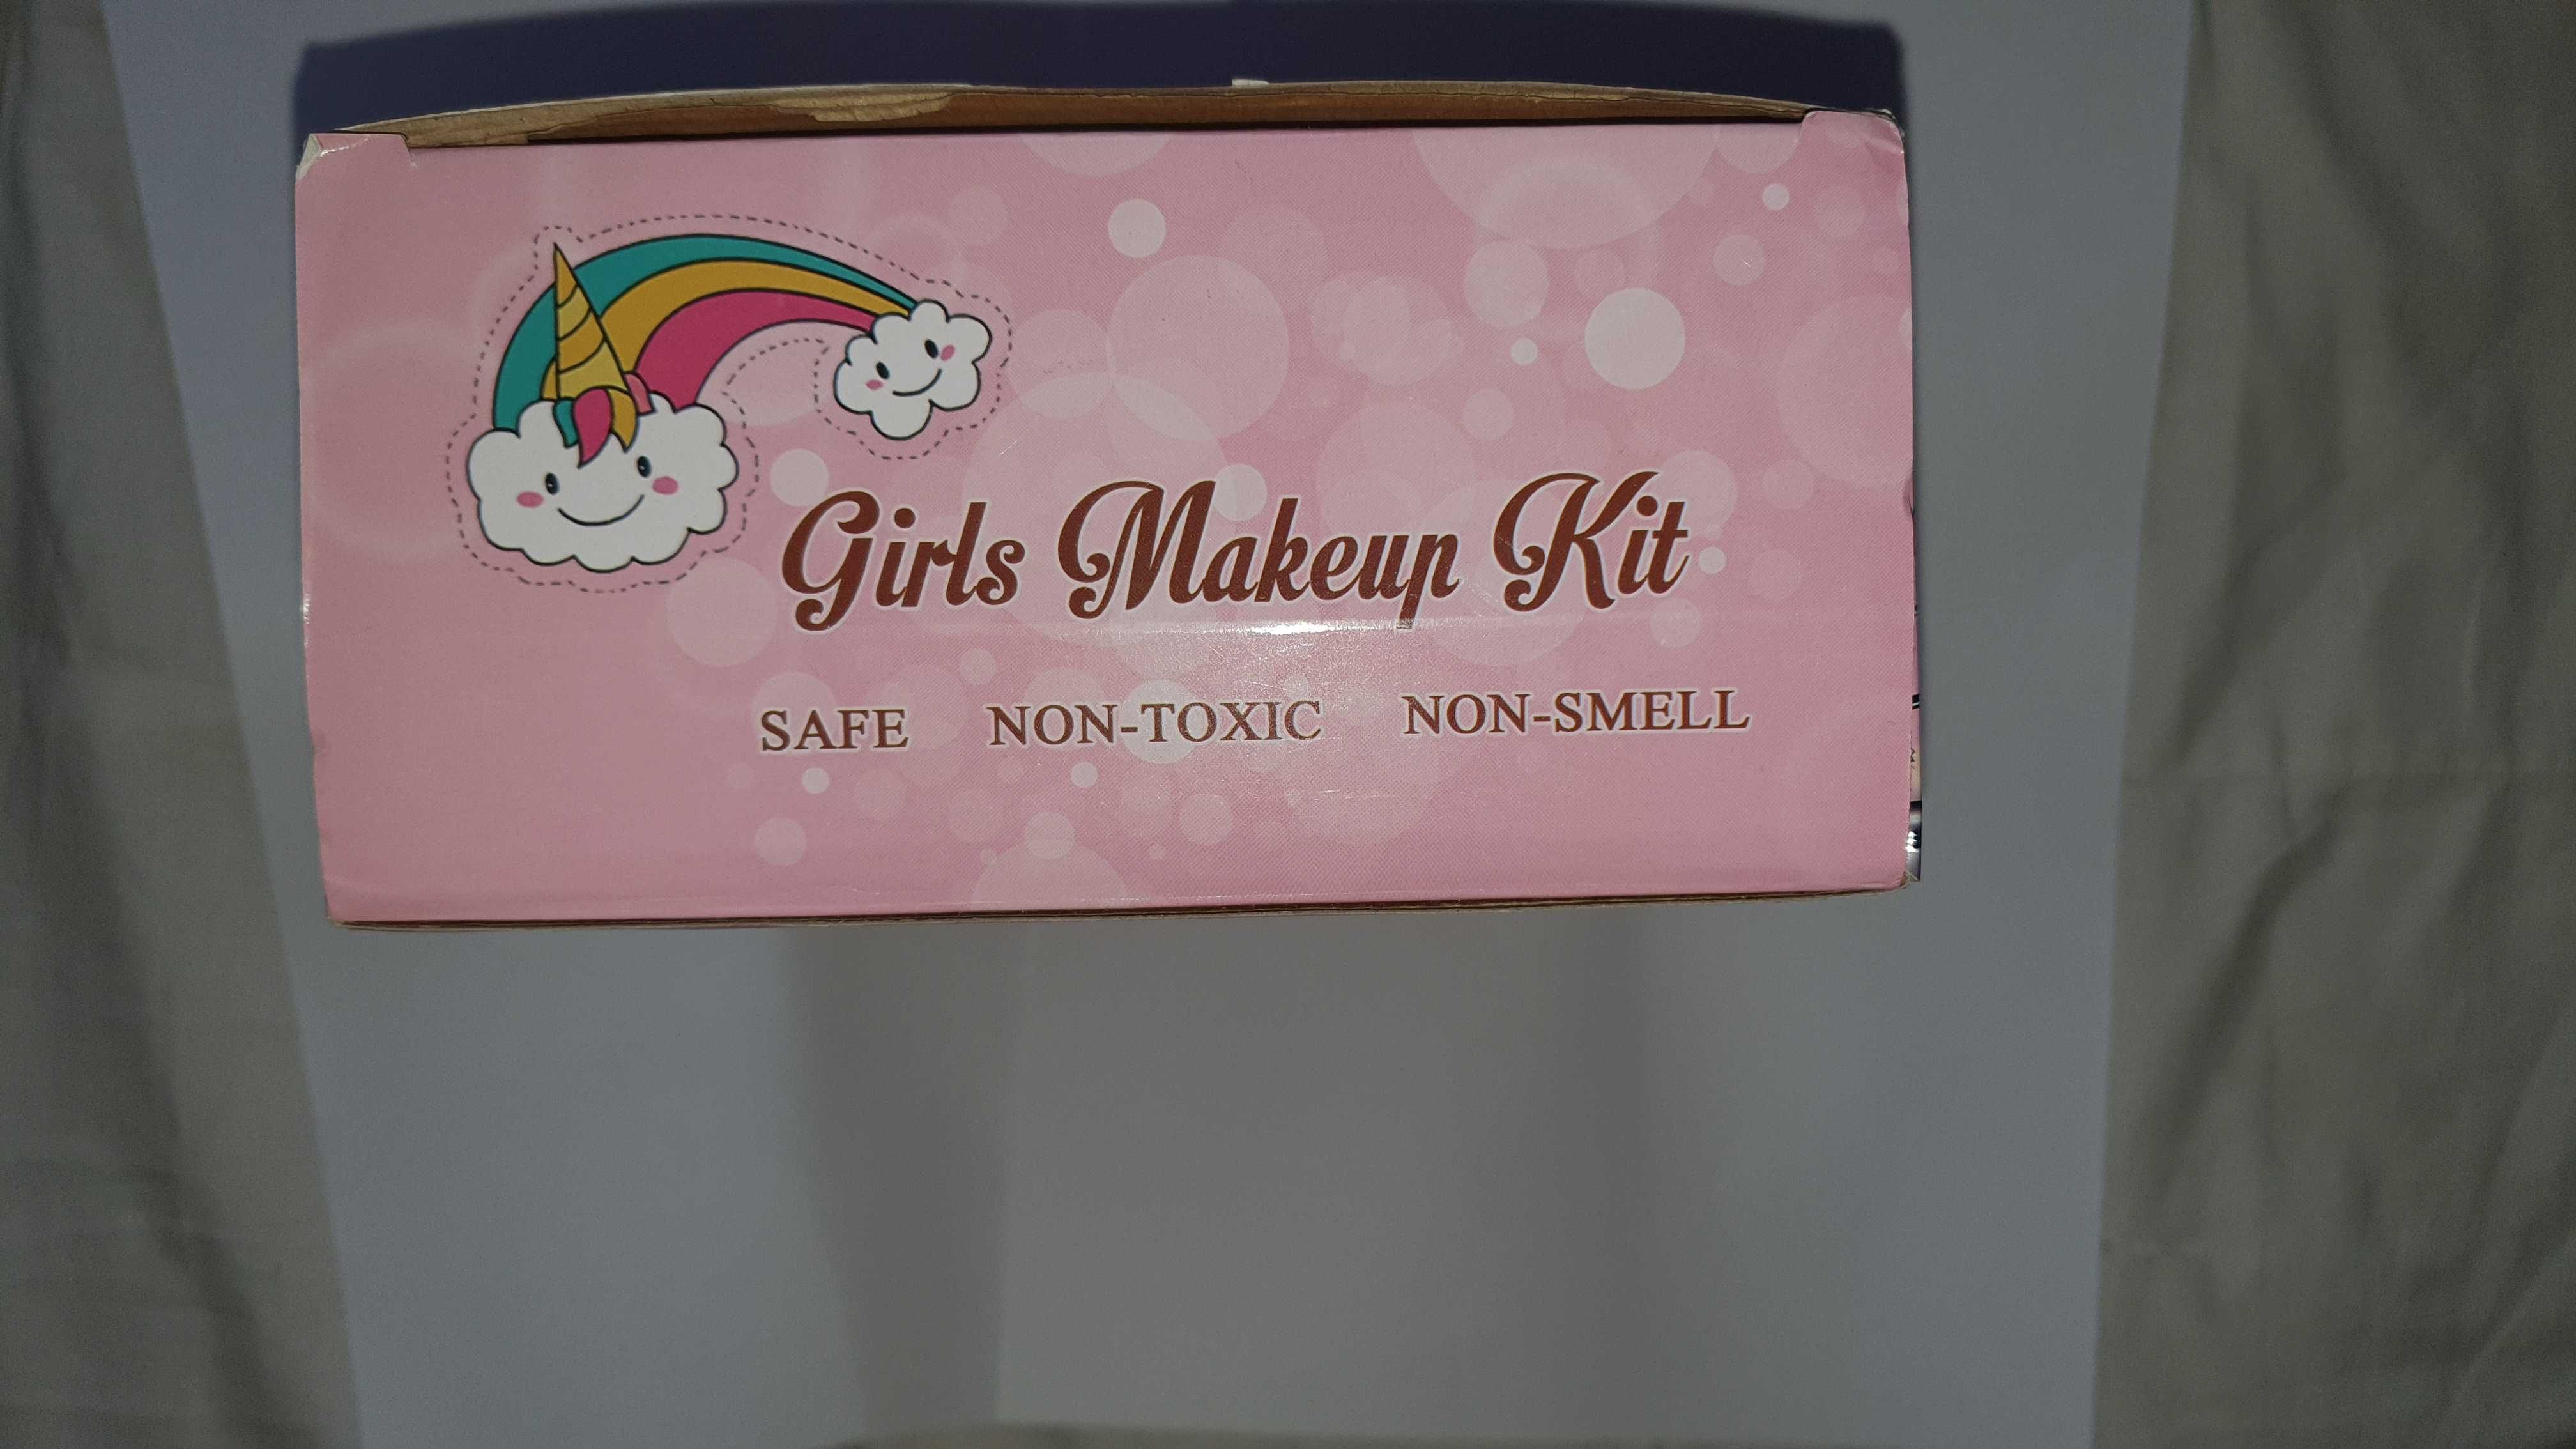 Girls Makeup Kit
SAFE NON-TOXIC NON-SMELL